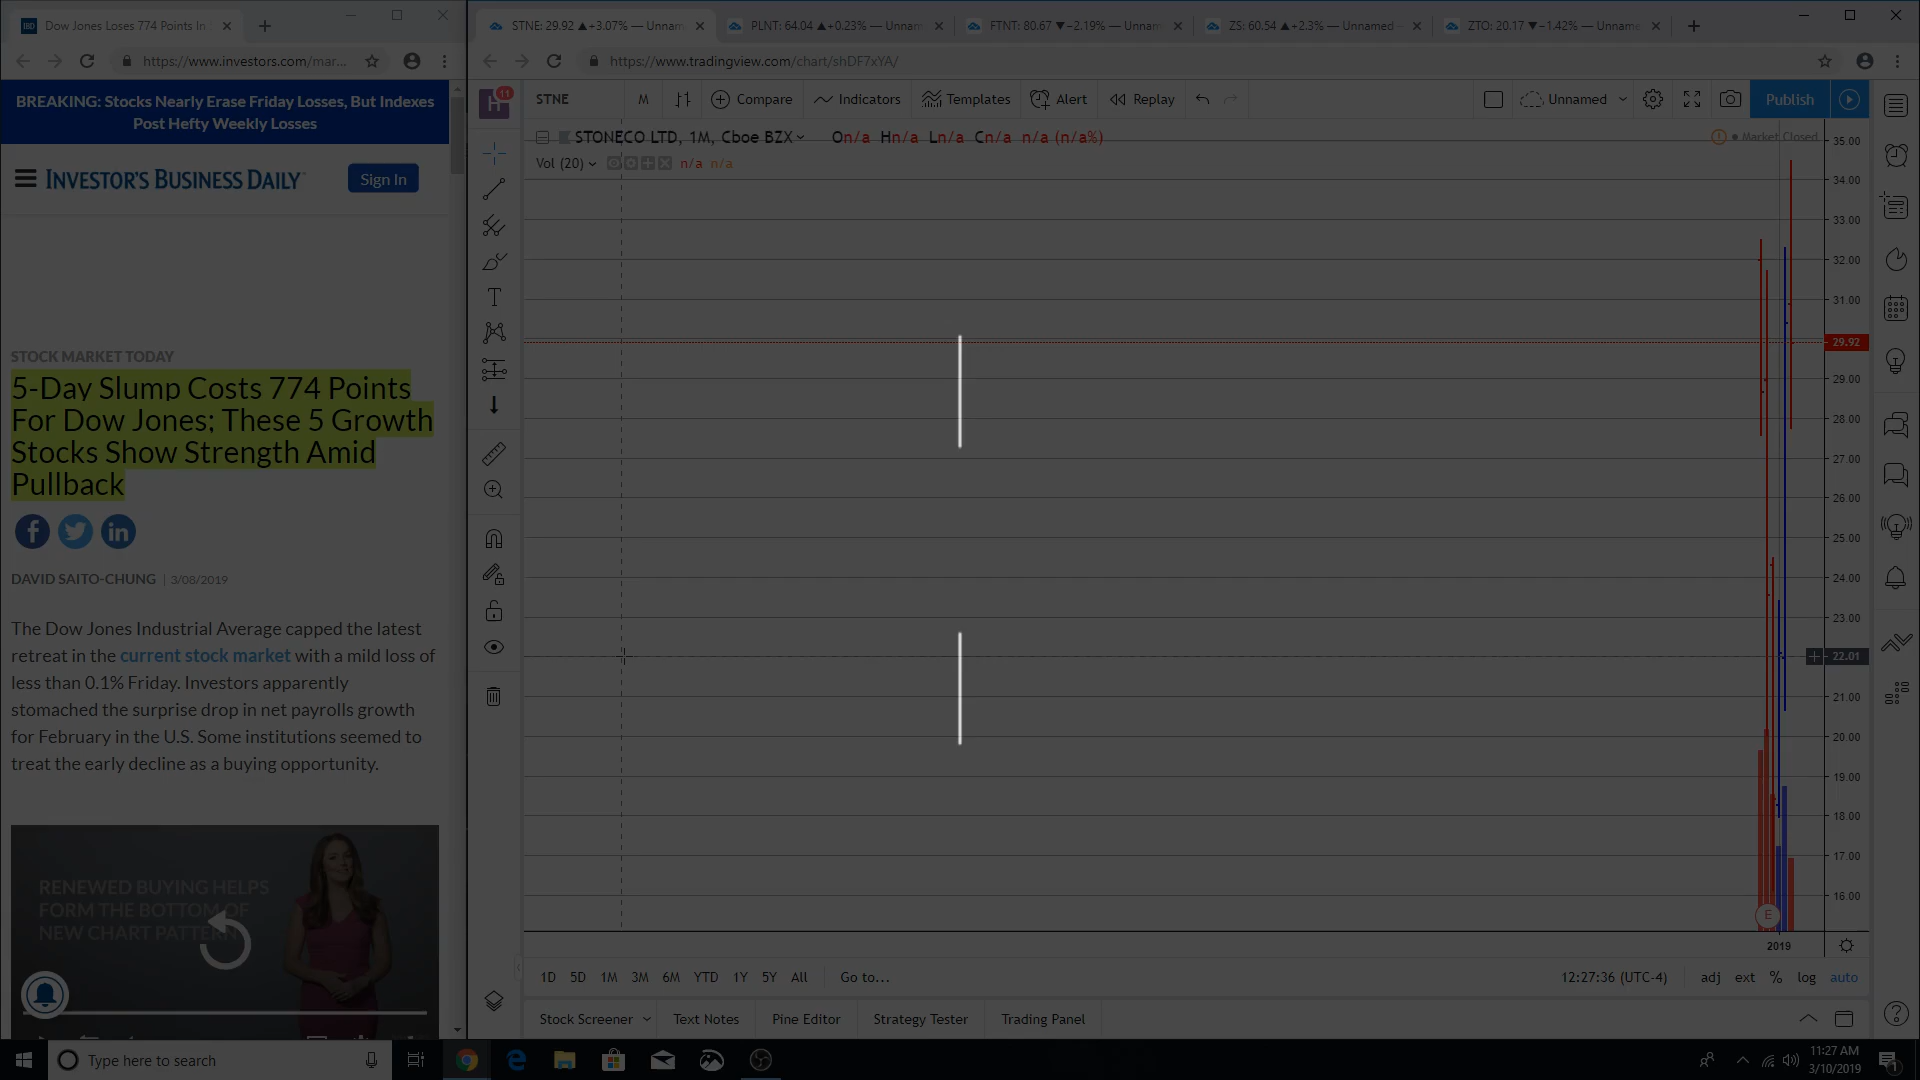 Dow Jones Loses 774 Points In
STNE: 29.92 ▲+3.07% — Unnam
PLNT: 64.04 ▲+0.23% — Unnam
FTNT: 80.67 ▼−2.19% — Unnam
ZS: 60.54 ▲+2.3% — Unnamed
ZTO: 20.17 ▼−1.42% — Unname
https://www.investors.com/mar...
https://www.tradingview.com/chart/shDF7xYA/
BREAKING: Stocks Nearly Erase Friday Losses, But Indexes
Post Hefty Weekly Losses
INVESTOR'S BUSINESS DAILY
Sign In
STOCK MARKET TODAY
5-Day Slump Costs 774 Points
For Dow Jones; These 5 Growth
Stocks Show Strength Amid
Pullback
DAVID SAITO-CHUNG | 3/08/2019
The Dow Jones Industrial Average capped the latest
retreat in the current stock market with a mild loss of
less than 0.1% Friday. Investors apparently
stomached the surprise drop in net payrolls growth
for February in the U.S. Some institutions seemed to
treat the early decline as a buying opportunity.
RENEWED BUYING HELPS
FORM THE BOTTOM OF
NEW CHART PATTERN
H 11
STNE M Compare Indicators Templates Alert Replay Unnamed Publish
STONECO LTD, 1M, Cboe BZX On/a Hn/a Ln/a Cn/a n/a (n/a%)
Market Closed
Vol (20) n/a n/a
35.00
34.00
33.00
32.00
31.00
29.92
29.00
28.00
27.00
26.00
25.00
24.00
23.00
22.01
21.00
20.00
19.00
18.00
17.00
16.00
E
2019
1D 5D 1M 3M 6M YTD 1Y 5Y All Go to... 12:27:36 (UTC-4) adj ext % log auto
Stock Screener Text Notes Pine Editor Strategy Tester Trading Panel
Type here to search
11:27 AM
3/10/2019
1